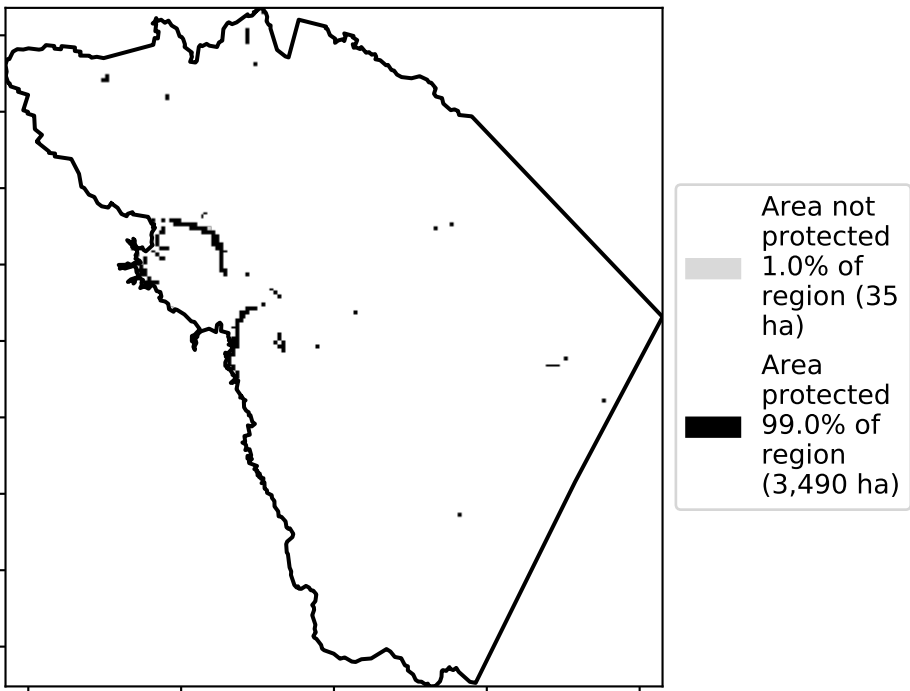 Area not
protected
1.0% of
region (35
ha)
Area
protected
99.0% of
region
(3,490 ha)